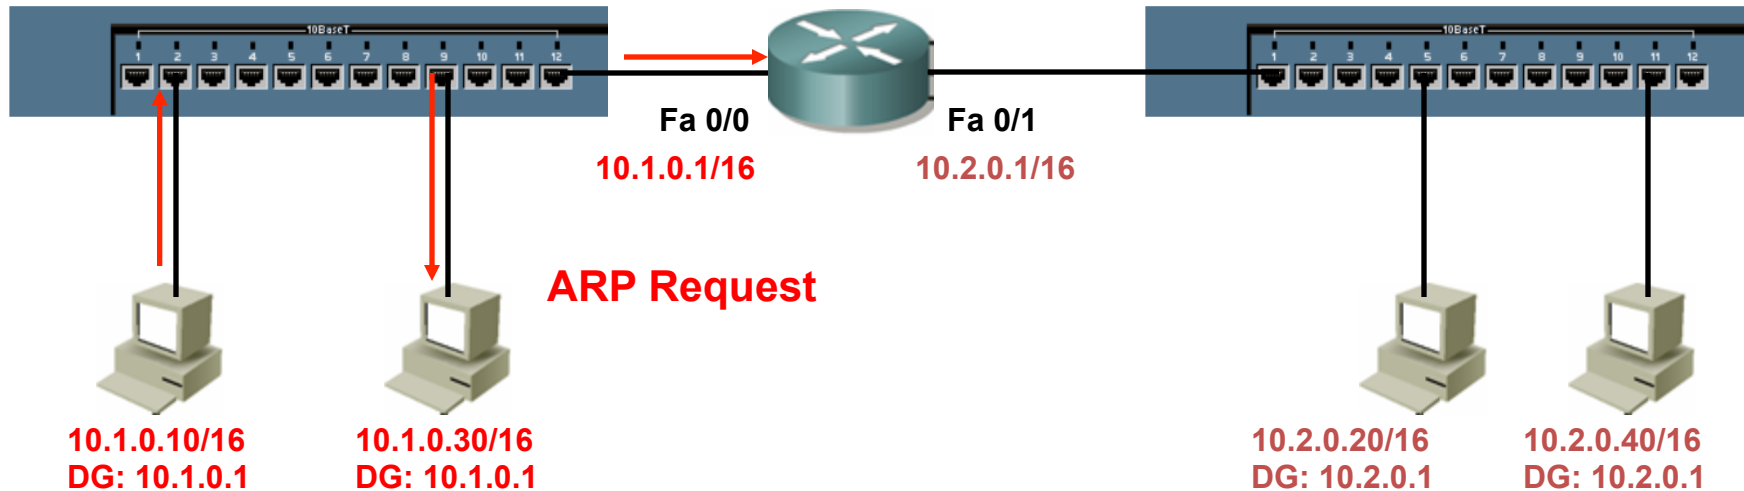 10BaseT
1 2 3 4 5 6 7 8 9 10 11 12
10BaseT
1 2 3 4 5 6 7 8 9 10 11 12
Fa 0/0
Fa 0/1
10.1.0.1/16
10.2.0.1/16
ARP Request
10.1.0.10/16
DG: 10.1.0.1
10.1.0.30/16
DG: 10.1.0.1
10.2.0.20/16
DG: 10.2.0.1
10.2.0.40/16
DG: 10.2.0.1